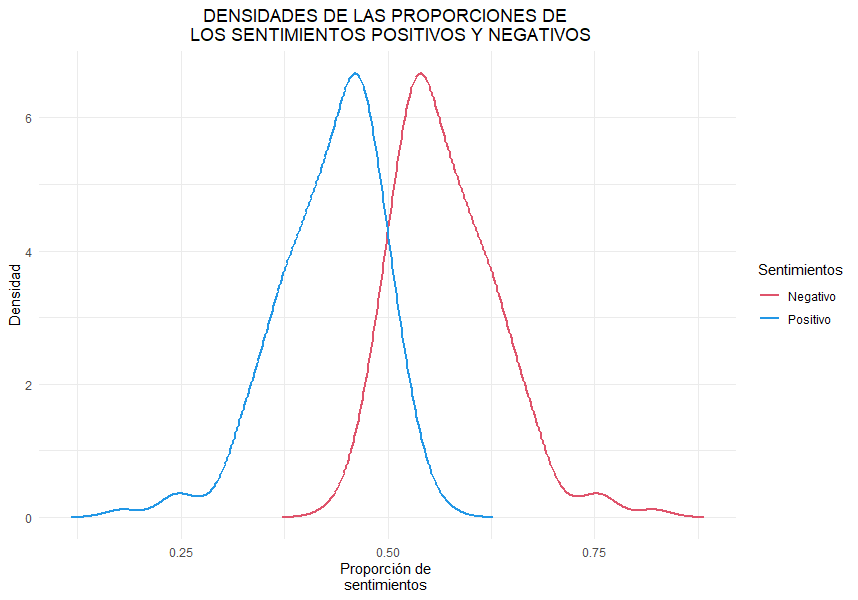 DENSIDADES DE LAS PROPORCIONES DE
LOS SENTIMIENTOS POSITIVOS Y NEGATIVOS
6
4
2
0
Densidad
0.25
0.50
0.75
Proporción de
sentimientos
Sentimientos
Negativo
Positivo